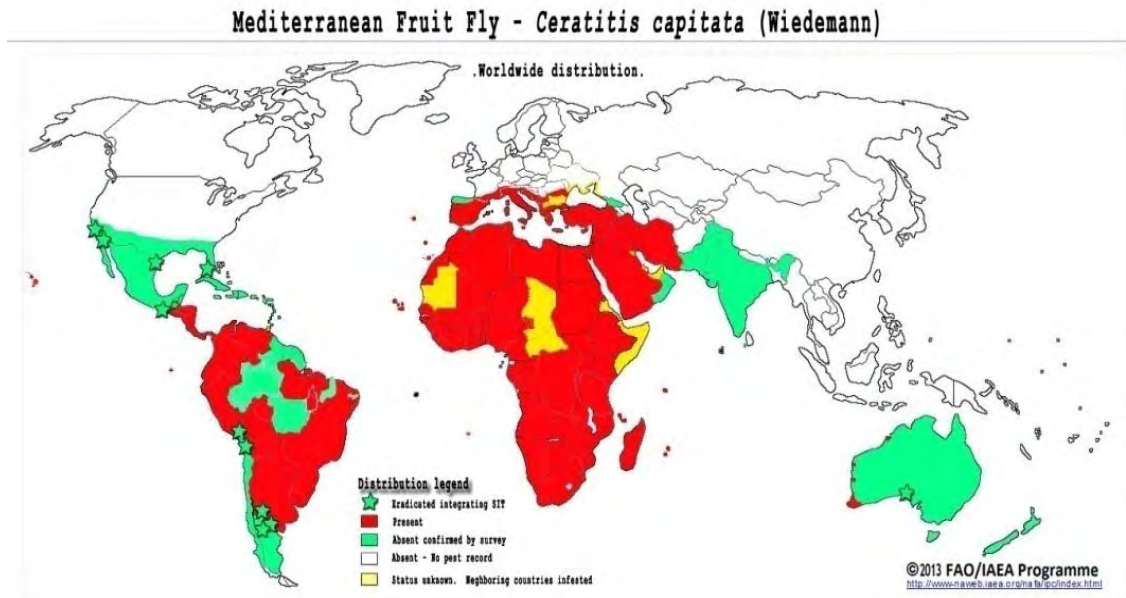 Mediterranean Fruit Fly - Ceratitis capitata (Wiedemann)
.Worldwide distribution.
Distribution legend
Eradicated integrating SIT
Present
Absent confirmed by survey
Absent - No pest record
Status unknown. Neighboring countries infested
©2013 FAO/IAEA Programme
http://www-naweb.iaea.org/nafa/ipc/index.html